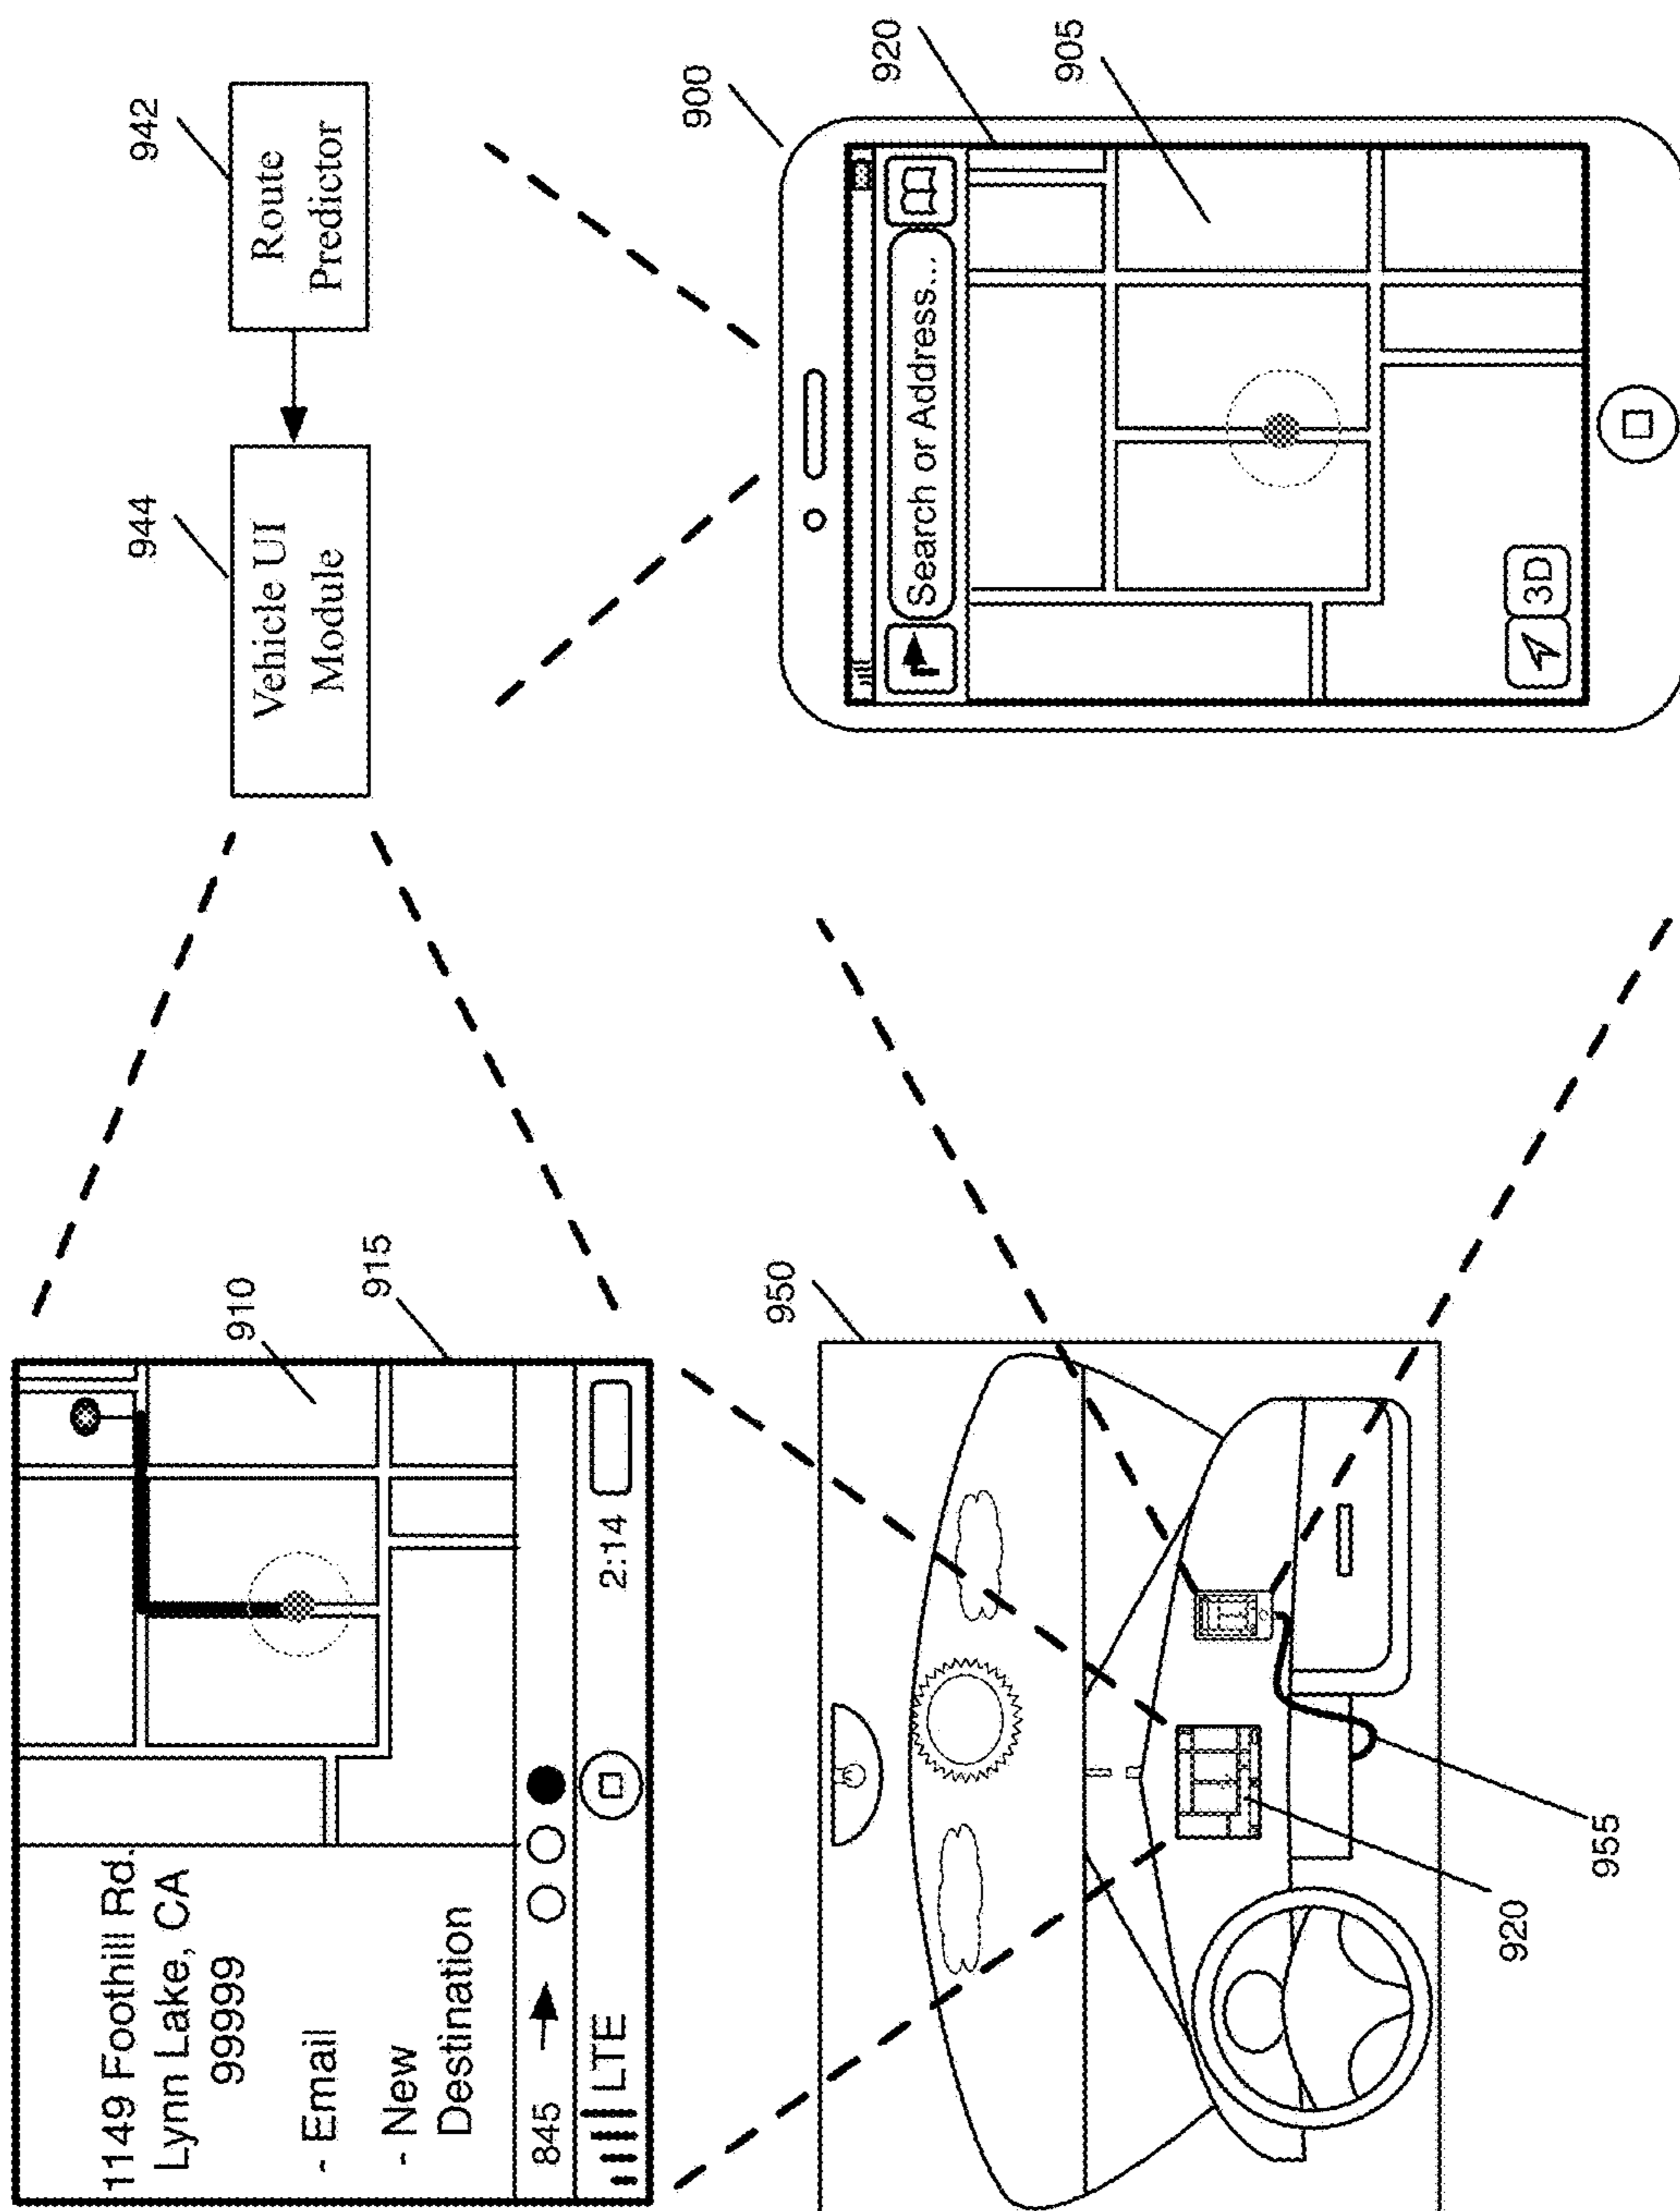 1149 Foothill Rd.
Lynn Lake, CA
99999
- Email
- New
Destination
845
LTE
2:14
910
915
944
Vehicle UI
Module
942
Route
Predictor
950
920
955
900
920
905
Search or Address...
3D